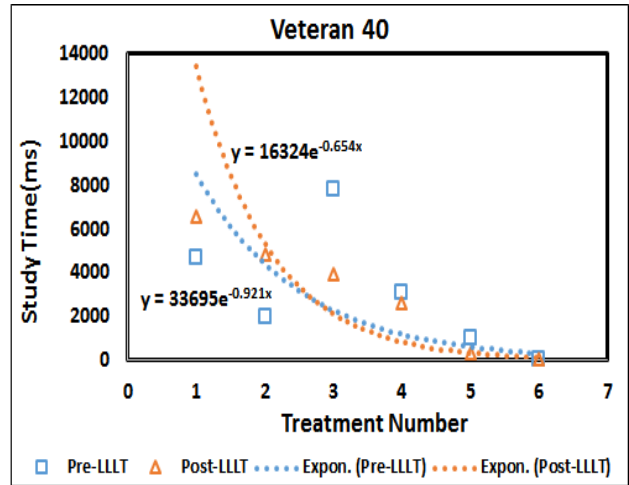 Veteran 40
14000
12000
10000
8000
6000
4000
2000
0
Study Time(ms)
y = 16324e^-0.654x
y = 33695e^-0.921x
0 1 2 3 4 5 6 7
Treatment Number
Pre-LLLT Post-LLLT Expon. (Pre-LLLT) Expon. (Post-LLLT)